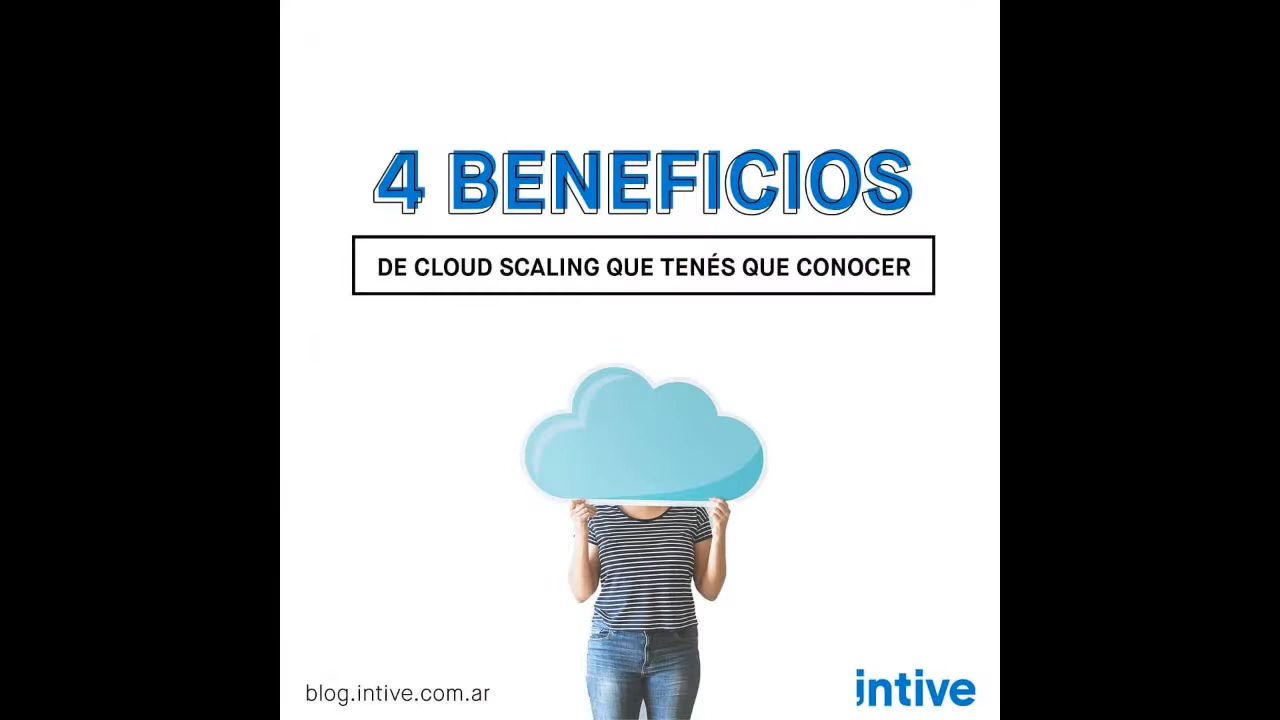 4 BENEFICIOS
DE CLOUD SCALING QUE TENÉS QUE CONOCER
blog.intive.com.ar
intive